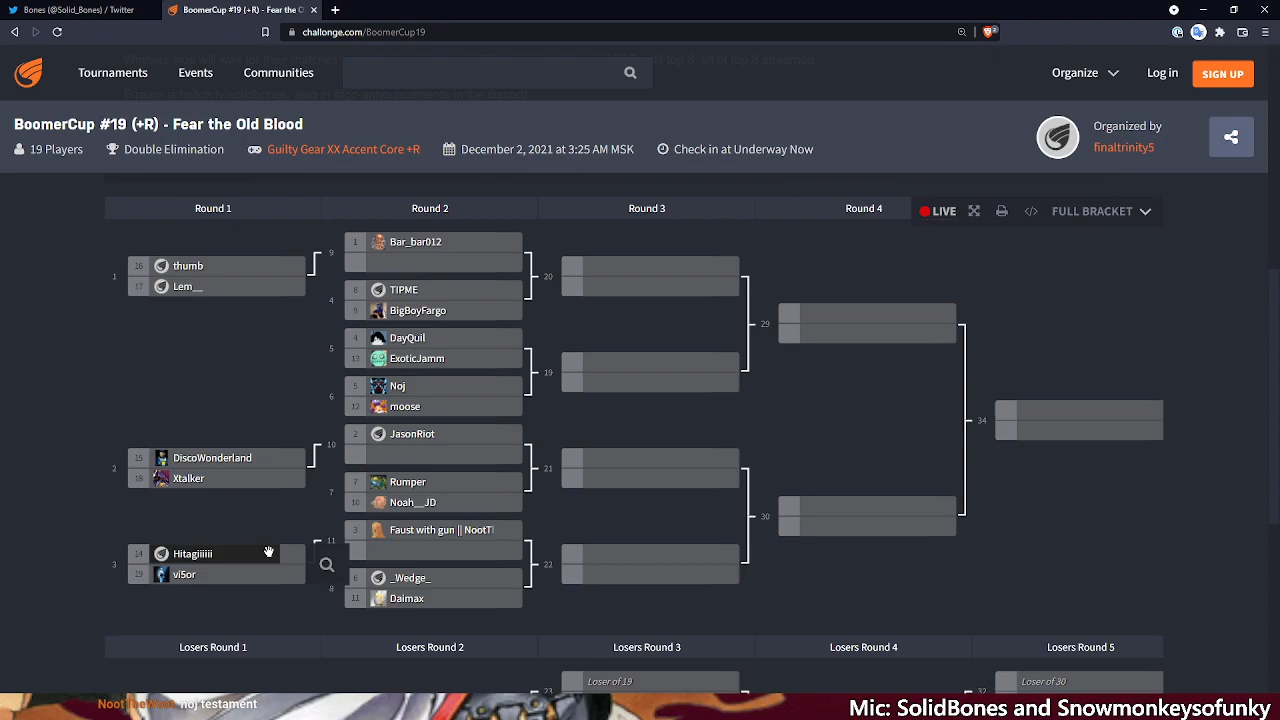 Bones (@Solid_Bones) / Twitter
BoomerCup #19 (+R) - Fear the O
challonge.com/BoomerCup19
Tournaments
Events
Communities
Organize
Log in
SIGN UP
BoomerCup #19 (+R) - Fear the Old Blood
19 Players
Double Elimination
Guilty Gear XX Accent Core +R
December 2, 2021 at 3:25 AM MSK
Check in at Underway Now
Organized by
finaltrinity5
Round 1
Round 2
Round 3
Round 4
LIVE
FULL BRACKET
1
16 thumb
17 Lem__
9
1 Bar_bar012
4
8 TIPME
9 BigBoyFargo
20
5
4 DayQuil
13 ExoticJamm
19
6
5 Noj
12 moose
29
34
2
15 DiscoWonderland
18 Xtalker
10
2 JasonRiot
7
7 Rumper
10 Noah__JD
21
3
14 Hitagiiiiii
19 vi5or
11
3 Faust with gun || NootT
8
6 _Wedge_
11 Daimax
22
30
Losers Round 1
Losers Round 2
Losers Round 3
Losers Round 4
Losers Round 5
23
Loser of 19
32
Loser of 30
noj testament
Mic: SolidBones and Snowmonkeysofunky